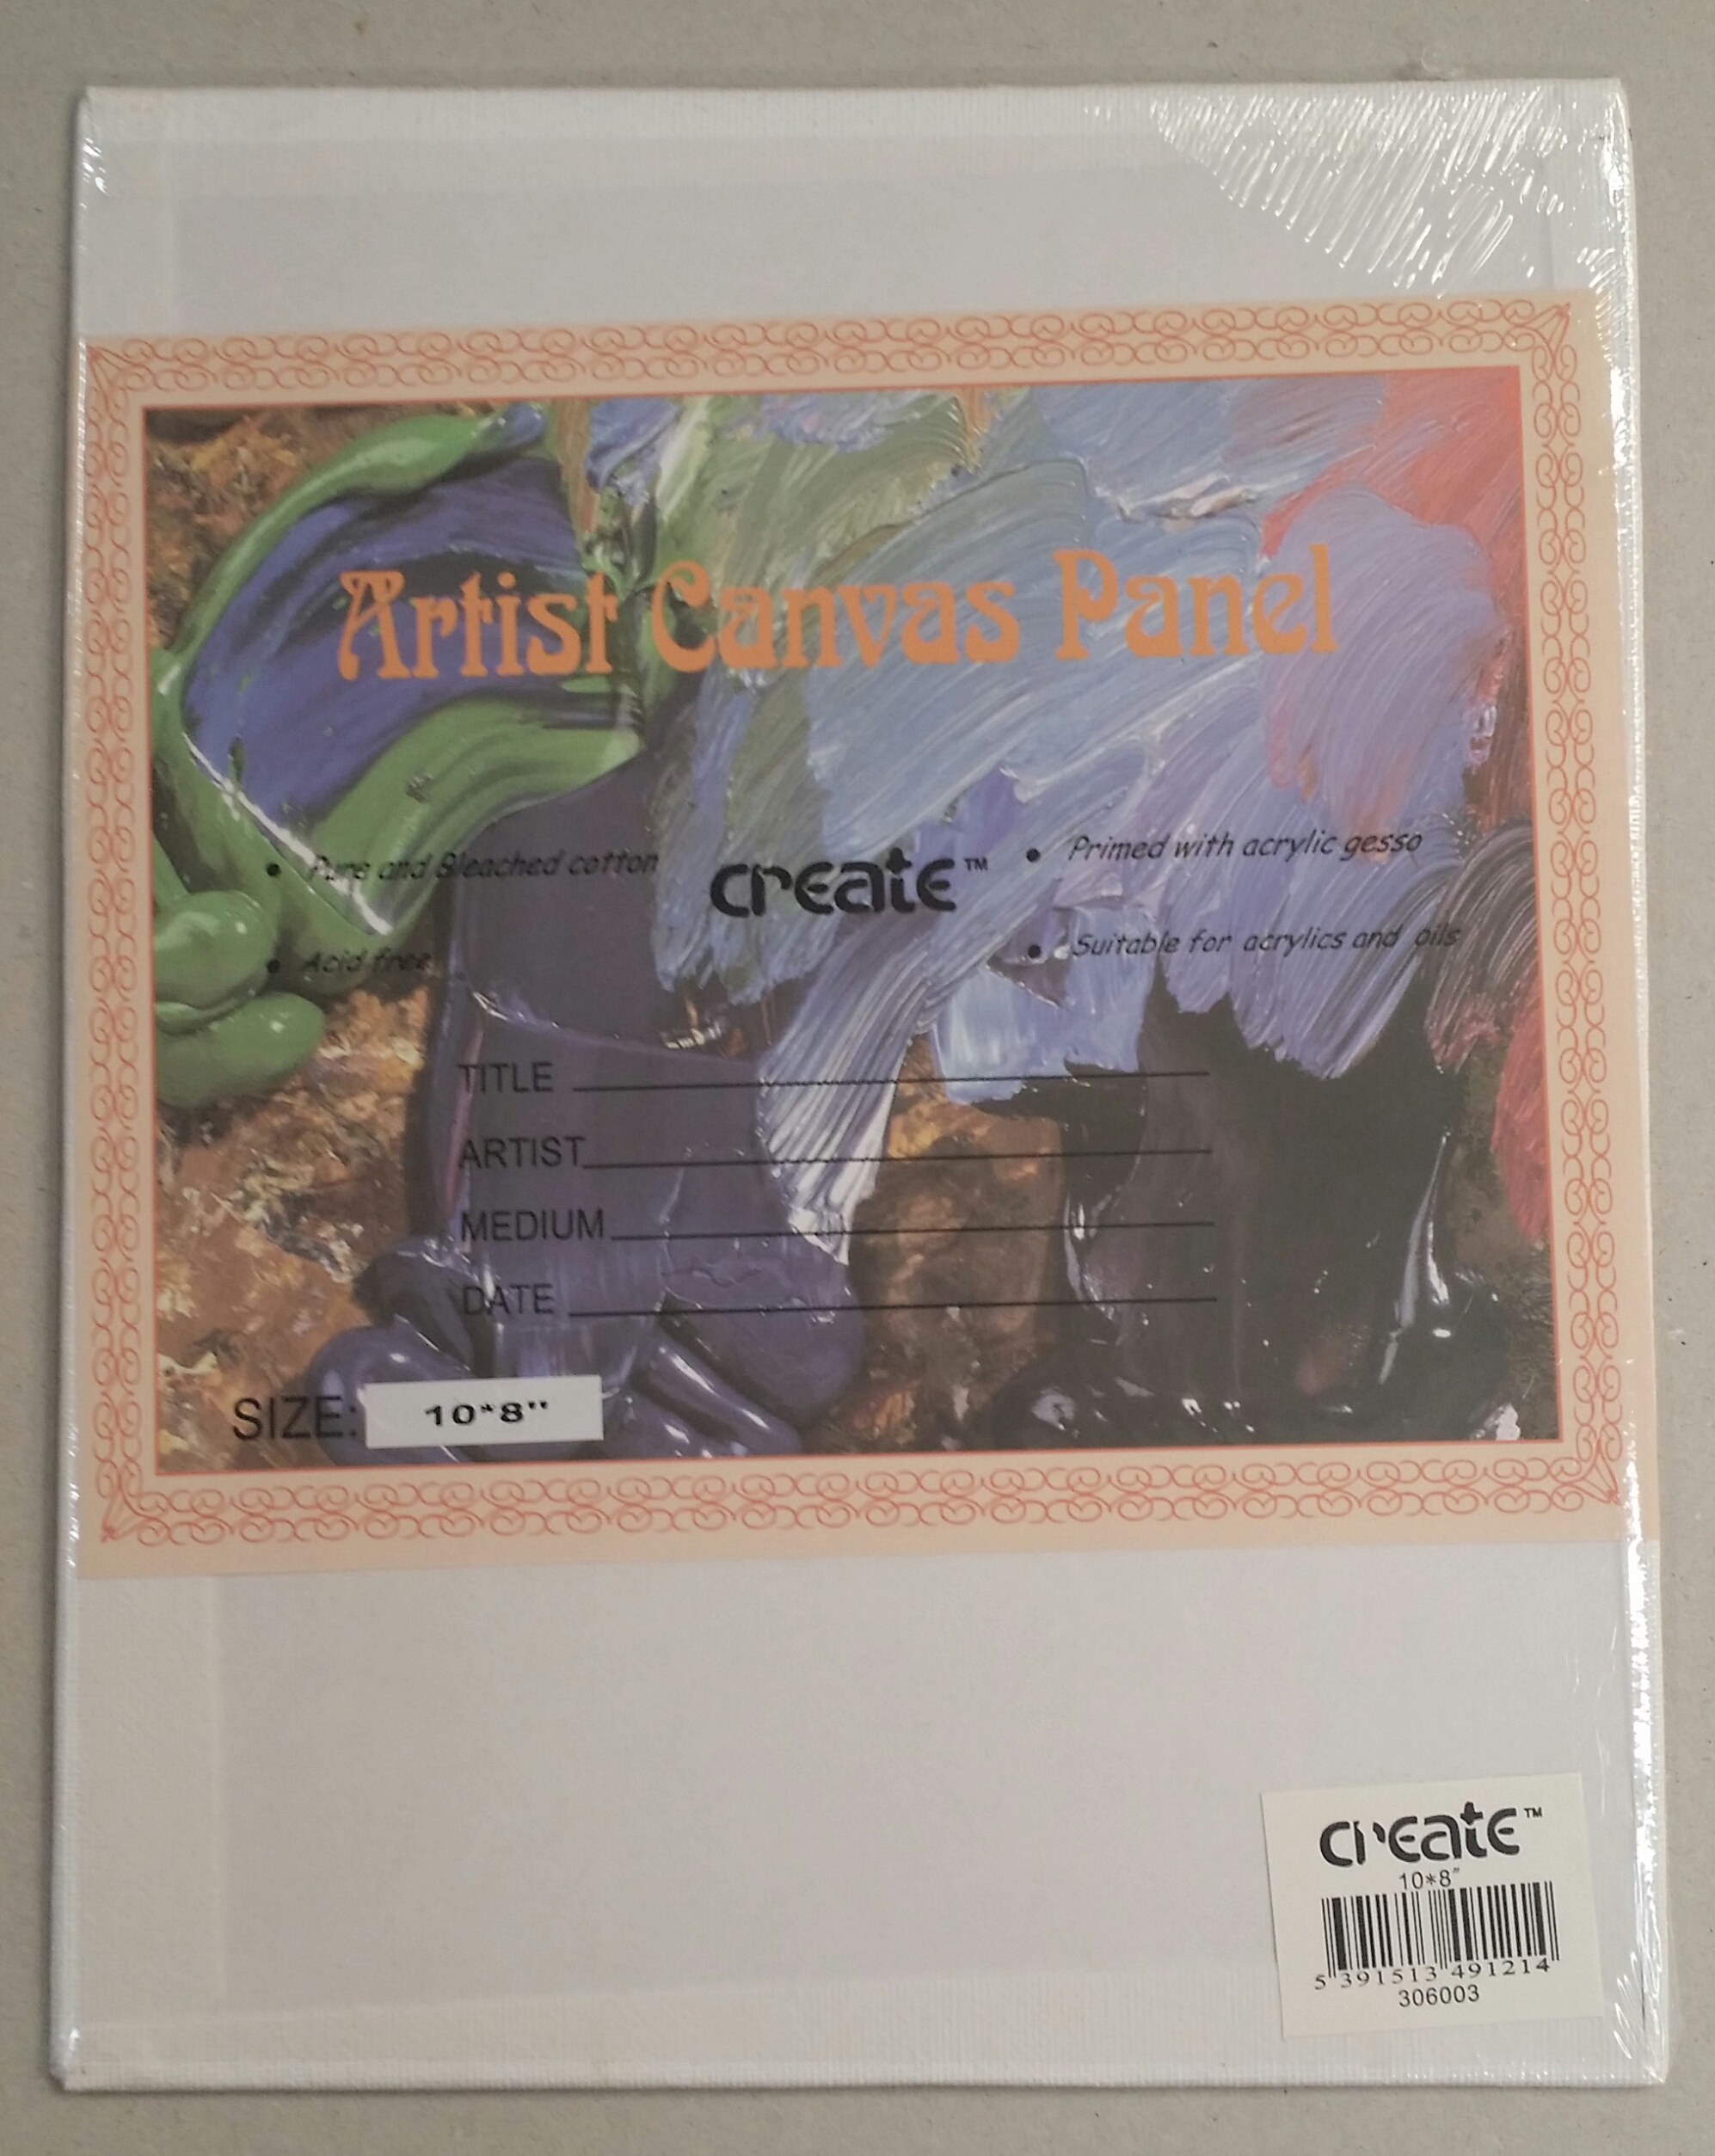 Artist Canvas Panel
• Pure and Bleached cotton
• Acid free
create™
• Primed with acrylic gesso
• Suitable for acrylics and oils
TITLE
ARTIST
MEDIUM
DATE
SIZE: 10*8"
create™
10*8"
5 391513 491214
306003